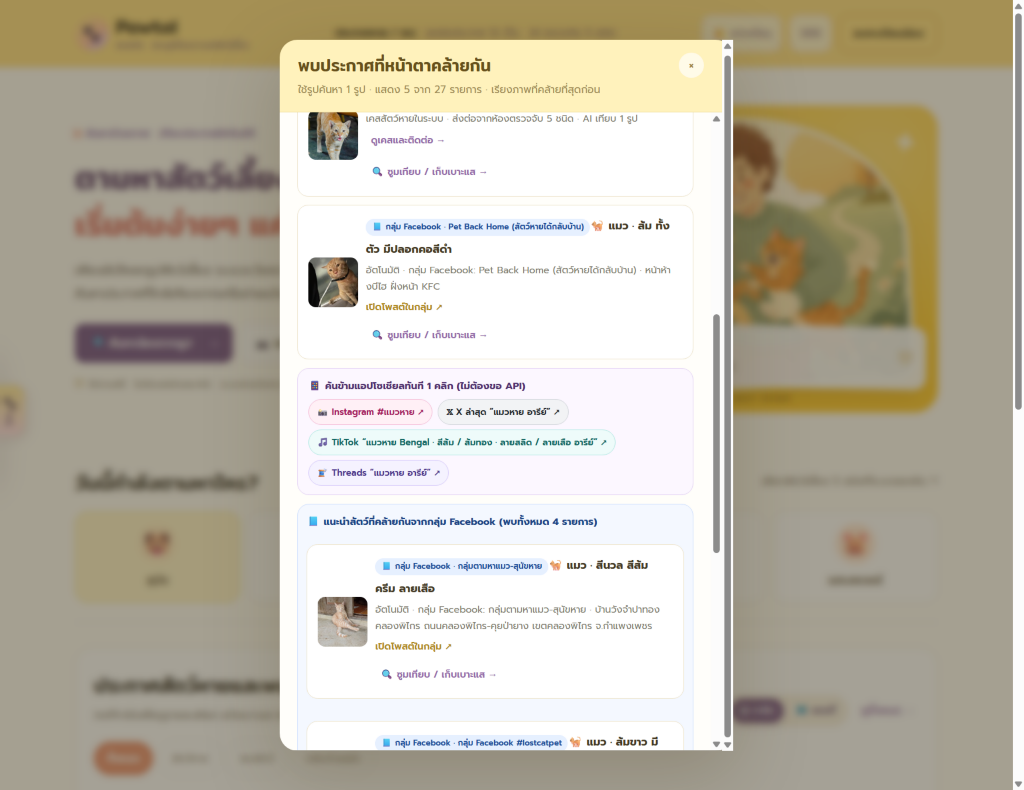 Pawtai
พบประกาศที่หน้าตาคล้ายกัน
×
ใช้รูปค้นหา 1 รูป · แสดง 5 จาก 27 รายการ · เรียงภาพที่คล้ายที่สุดก่อน
เคสสัตว์หายในระบบ · ส่งต่อจากห้องตรวจจับ 5 ชนิด · AI เทียบ 1 รูป
ดูเคสและติดต่อ →
ซูมเทียบ / เก็บเบาะแส →
กลุ่ม Facebook · Pet Back Home (สัตว์หายได้กลับบ้าน) แมว · ส้ม ทั้ง
ตัว มีปลอกคอสีดำ
อัตโนมัติ · กลุ่ม Facebook: Pet Back Home (สัตว์หายได้กลับบ้าน) · หน้าห้า
งบีไฮ ฝั่งหน้า KFC
เปิดโพสต์ในกลุ่ม ↗
ซูมเทียบ / เก็บเบาะแส →
ค้นข้ามแอปโซเชียลทันที 1 คลิก (ไม่ต้องขอ API)
Instagram #แมวหาย ↗
X ล่าสุด "แมวหาย อารีย์" ↗
TikTok "แมวหาย Bengal · สีส้ม / ส้มทอง · ลายสลิด / ลายเสือ อารีย์" ↗
Threads "แมวหาย อารีย์" ↗
แนะนำสัตว์ที่คล้ายกันจากกลุ่ม Facebook (พบทั้งหมด 4 รายการ)
กลุ่ม Facebook · กลุ่มตามหาแมว-สุนัขหาย แมว · สีนวล สีส้ม
ครีม ลายเสือ
อัตโนมัติ · กลุ่ม Facebook: กลุ่มตามหาแมว-สุนัขหาย · บ้านวังจำปาทอง
คลองพิไกร ถนนคลองพิไกร-คุยป่ายาง เขตคลองพิไกร จ.กำแพงเพชร
เปิดโพสต์ในกลุ่ม ↗
ซูมเทียบ / เก็บเบาะแส →
กลุ่ม Facebook · กลุ่ม Facebook #lostcatpet แมว · ส้มขาว มี